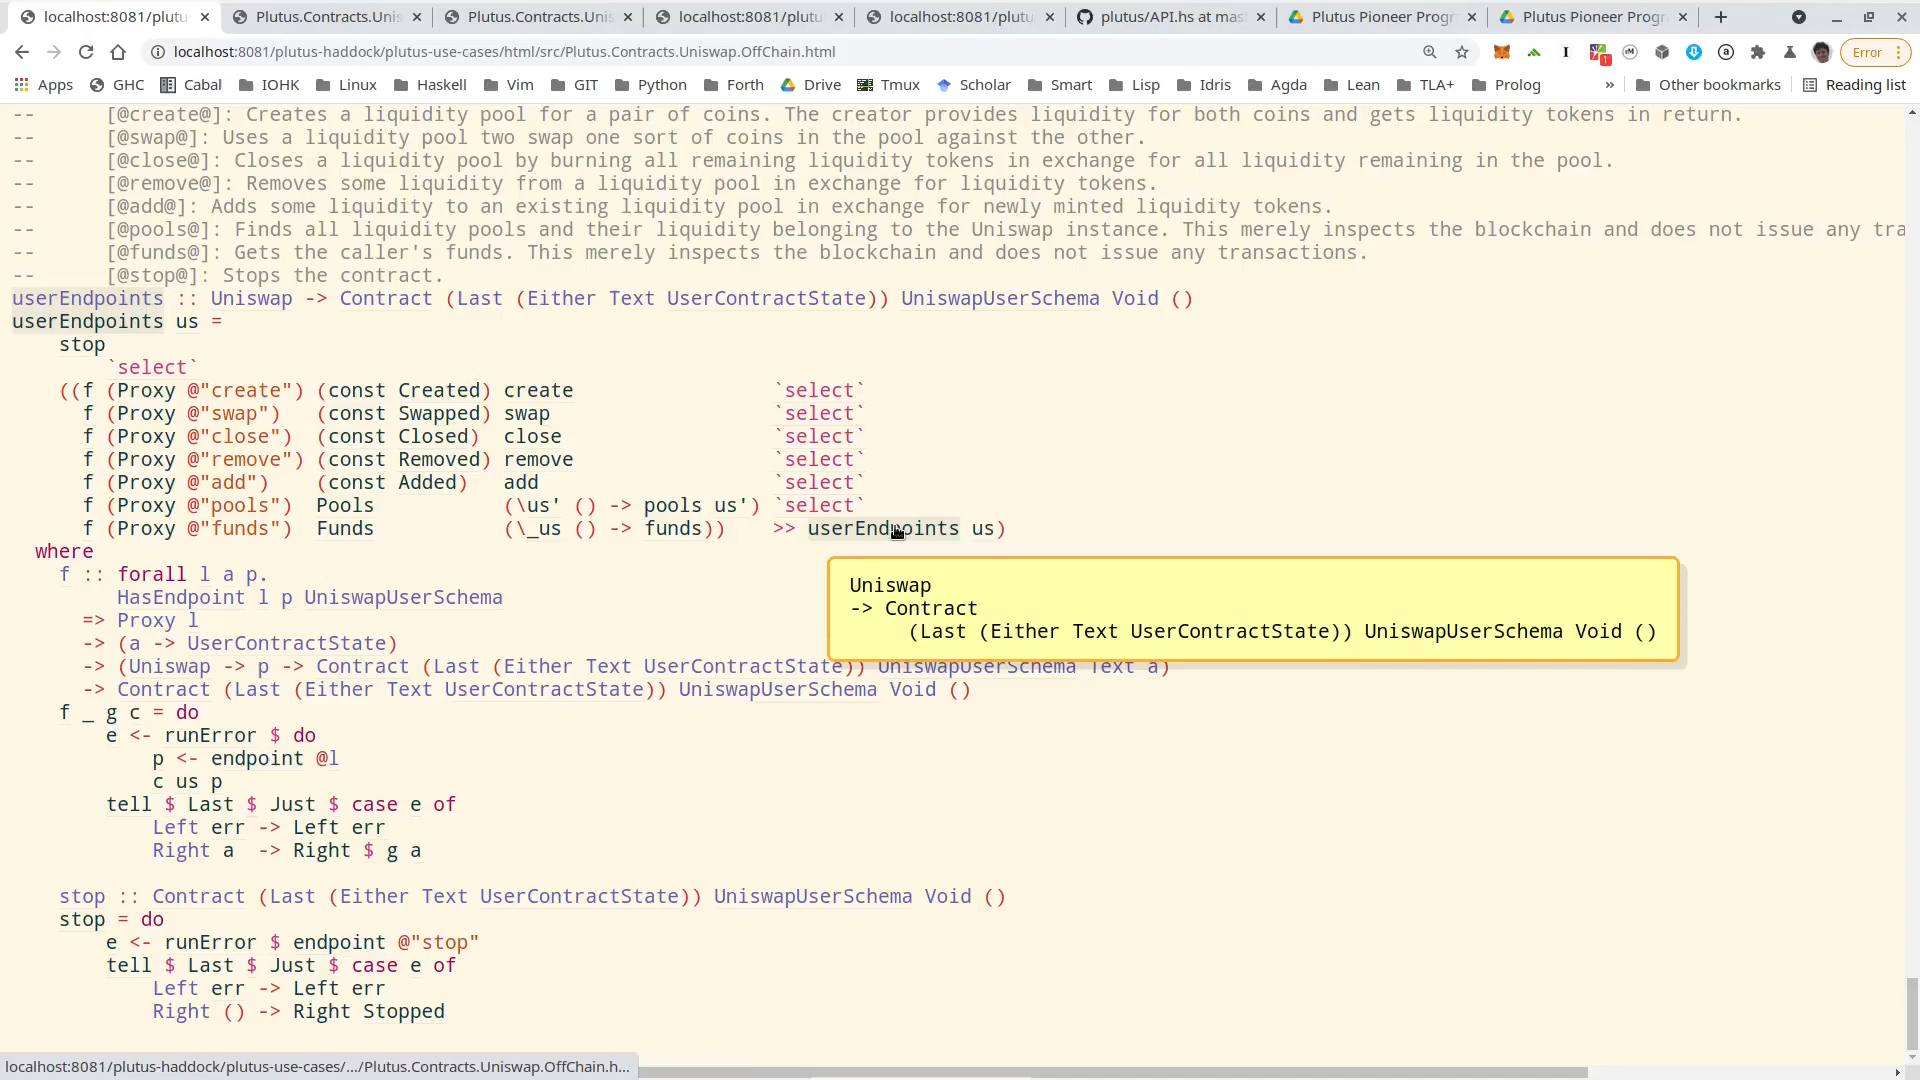 localhost:8081/plutu
Plutus.Contracts.Unis
Plutus.Contracts.Unis
localhost:8081/plutu
localhost:8081/plutu
plutus/API.hs at mas
Plutus Pioneer Progr
Plutus Pioneer Progr
localhost:8081/plutus-haddock/plutus-use-cases/html/src/Plutus.Contracts.Uniswap.OffChain.html
Error
Apps GHC Cabal IOHK Linux Haskell Vim GIT Python Forth Drive Tmux Scholar Smart Lisp Idris Agda Lean TLA+ Prolog » Other bookmarks Reading list
-- [@create@]: Creates a liquidity pool for a pair of coins. The creator provides liquidity for both coins and gets liquidity tokens in return.
-- [@swap@]: Uses a liquidity pool two swap one sort of coins in the pool against the other.
-- [@close@]: Closes a liquidity pool by burning all remaining liquidity tokens in exchange for all liquidity remaining in the pool.
-- [@remove@]: Removes some liquidity from a liquidity pool in exchange for liquidity tokens.
-- [@add@]: Adds some liquidity to an existing liquidity pool in exchange for newly minted liquidity tokens.
-- [@pools@]: Finds all liquidity pools and their liquidity belonging to the Uniswap instance. This merely inspects the blockchain and does not issue any tra
-- [@funds@]: Gets the caller's funds. This merely inspects the blockchain and does not issue any transactions.
-- [@stop@]: Stops the contract.
userEndpoints :: Uniswap -> Contract (Last (Either Text UserContractState)) UniswapUserSchema Void ()
userEndpoints us =
stop
`select`
((f (Proxy @"create") (const Created) create `select`
f (Proxy @"swap") (const Swapped) swap `select`
f (Proxy @"close") (const Closed) close `select`
f (Proxy @"remove") (const Removed) remove `select`
f (Proxy @"add") (const Added) add `select`
f (Proxy @"pools") Pools (\us' () -> pools us') `select`
f (Proxy @"funds") Funds (\_us () -> funds)) >> userEndpoints us)
where
f :: forall l a p.
HasEndpoint l p UniswapUserSchema
=> Proxy l
-> (a -> UserContractState)
-> (Uniswap -> p -> Contract (Last (Either Text UserContractState)) UniswapUserSchema Text a)
-> Contract (Last (Either Text UserContractState)) UniswapUserSchema Void ()
Uniswap
-> Contract
(Last (Either Text UserContractState)) UniswapUserSchema Void ()
f _ g c = do
e <- runError $ do
p <- endpoint @l
c us p
tell $ Last $ Just $ case e of
Left err -> Left err
Right a -> Right $ g a
stop :: Contract (Last (Either Text UserContractState)) UniswapUserSchema Void ()
stop = do
e <- runError $ endpoint @"stop"
tell $ Last $ Just $ case e of
Left err -> Left err
Right () -> Right Stopped
localhost:8081/plutus-haddock/plutus-use-cases/.../Plutus.Contracts.Uniswap.OffChain.h...